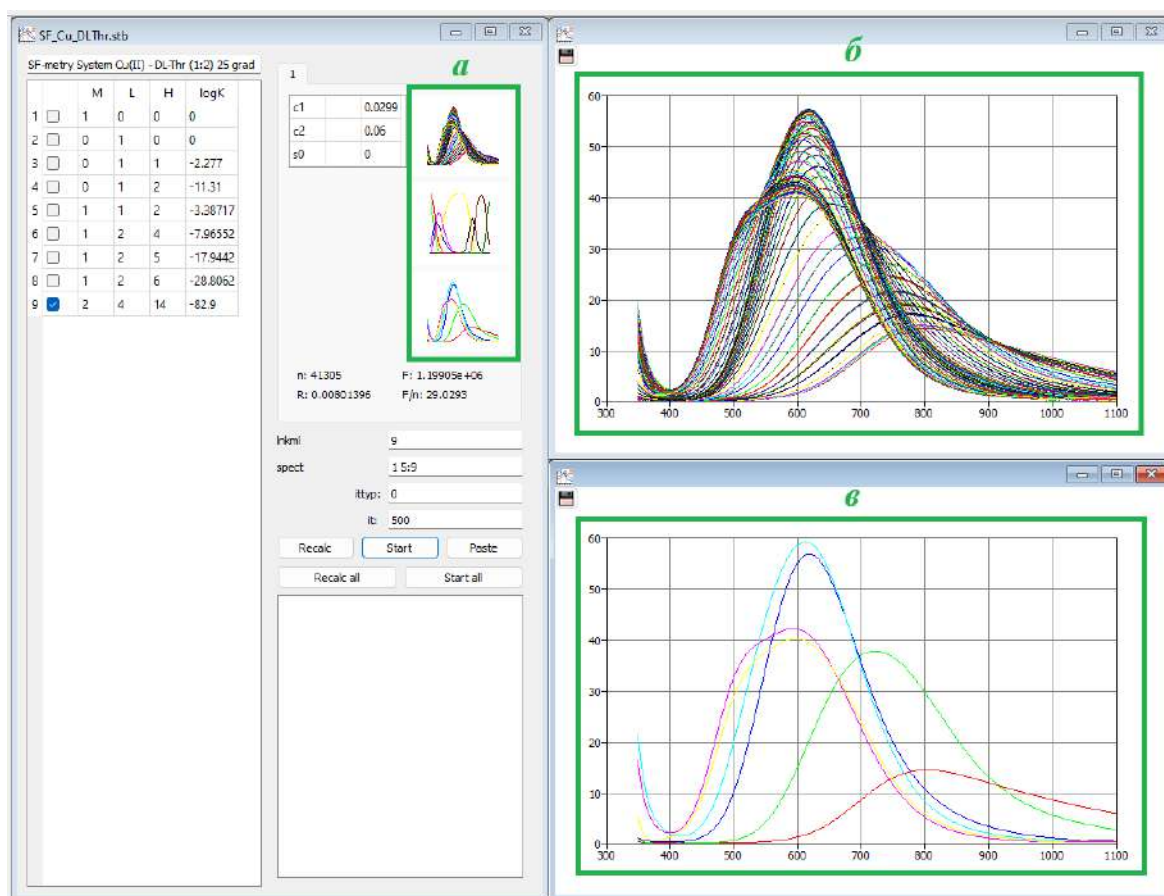 SF_Cu_DLThr.stb
SF-metry System Cu(II) - DL-Thr (1:2) 25 grad
M L H logK
1 1 0 0 0
2 0 1 0 0
3 0 1 1 -2.277
4 0 1 2 -11.31
5 1 1 2 -3.38717
6 1 2 4 -7.96552
7 1 2 5 -17.9442
8 1 2 6 -28.8062
9 2 4 14 -82.9
1
c1 0.0299
c2 0.06
s0 0
а
n: 41305 F: 1.19905e+06
R: 0.00801396 F/n: 29.0293
lnkml 9
spect 1 5:9
ittyp: 0
it: 500
Recalc Start Paste
Recalc all Start all
б
60
50
40
30
20
10
0
300 400 500 600 700 800 900 1000 1100
в
60
50
40
30
20
10
0
300 400 500 600 700 800 900 1000 1100